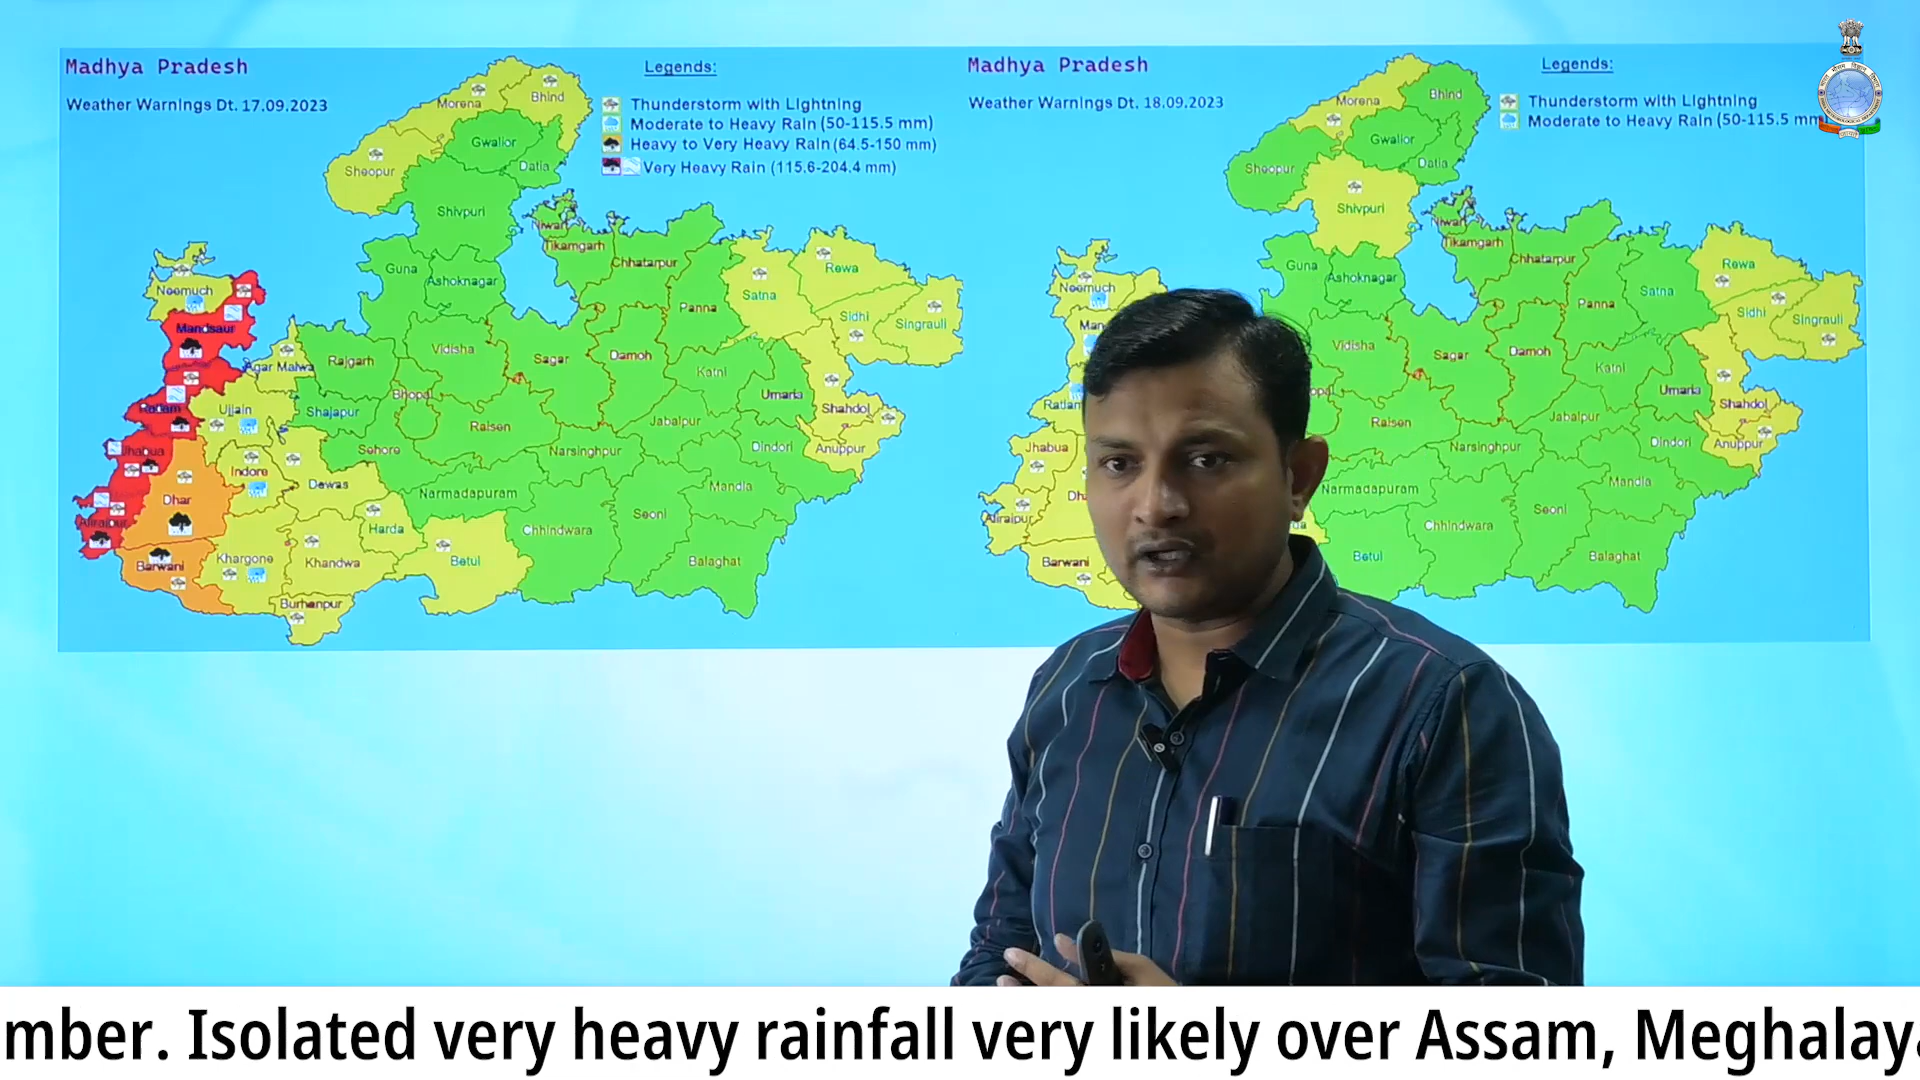 Madhya Pradesh
Weather Warnings Dt. 17.09.2023
Legends:
Thunderstorm with Lightning
Moderate to Heavy Rain (50-115.5 mm)
Heavy to Very Heavy Rain (64.5-150 mm)
Very Heavy Rain (115.6-204.4 mm)
Morena
Bhind
Gwalior
Datia
Sheopur
Shivpuri
Niwari
Tikamgarh
Chhatarpur
Guna
Ashoknagar
Panna
Satna
Rewa
Sidhi
Singrauli
Neemuch
Mandsaur
Agar Malwa
Rajgarh
Vidisha
Sagar
Damoh
Katni
Umaria
Shahdol
Ratlam
Ujjain
Shajapur
Bhopal
Raisen
Jabalpur
Dindori
Anuppur
Jhabua
Sehore
Narsinghpur
Indore
Dewas
Dhar
Narmadapuram
Mandla
Alirajpur
Harda
Seoni
Chhindwara
Barwani
Khargone
Khandwa
Betul
Balaghat
Burhanpur
Madhya Pradesh
Weather Warnings Dt. 18.09.2023
Legends:
Thunderstorm with Lightning
Moderate to Heavy Rain (50-115.5 mm
Morena
Bhind
Gwalior
Datia
Sheopur
Shivpuri
Niwari
Tikamgarh
Chhatarpur
Guna
Ashoknagar
Panna
Satna
Rewa
Sidhi
Singrauli
Neemuch
Man
Vidisha
Sagar
Damoh
Katni
Umaria
Shahdol
Ratlam
opal
Raisen
Jabalpur
Dindori
Anuppur
Jhabua
Narsinghpur
Dh
Narmadapuram
Mandla
Alirajpur
da
Seoni
Chhindwara
Barwani
Betul
Balaghat
mber. Isolated very heavy rainfall very likely over Assam, Meghalaya